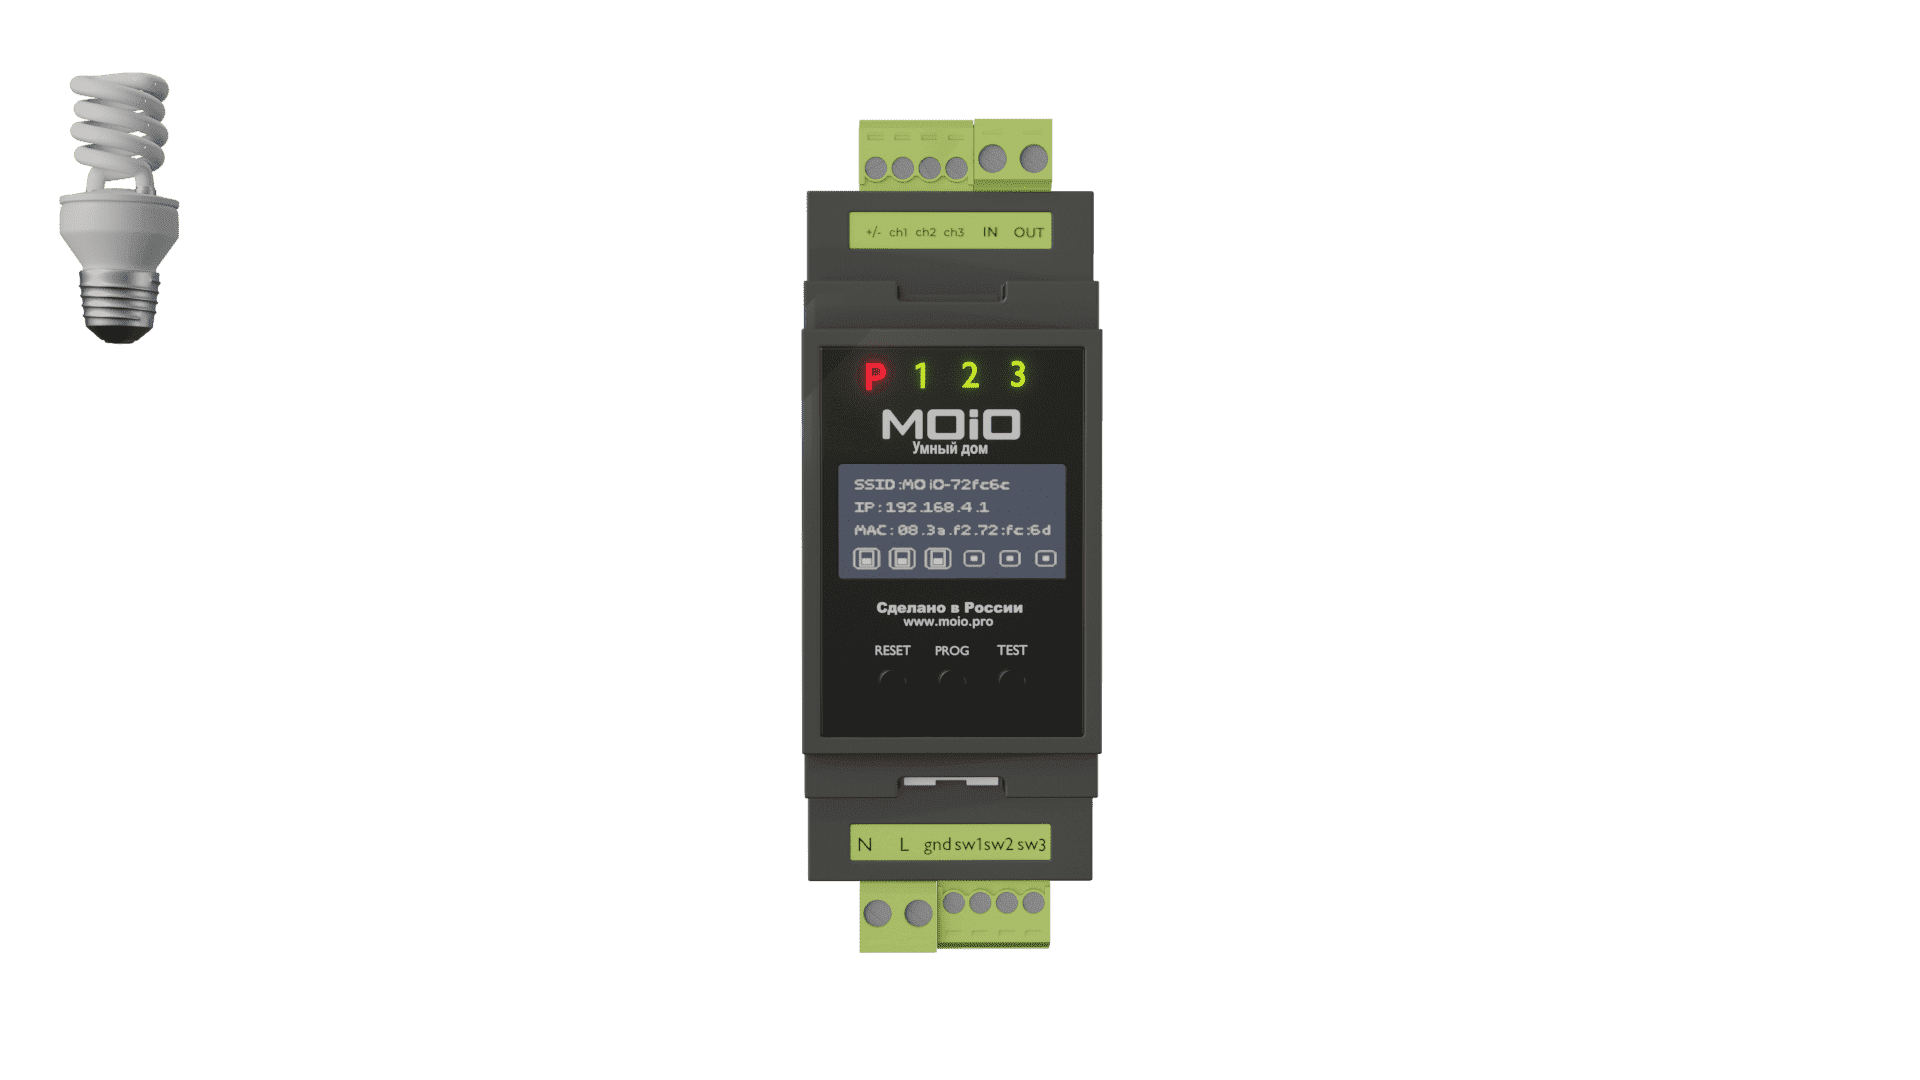 +/- ch1 ch2 ch3 IN OUT
P 1 2 3
MOiO
Умный дом
SSID:MOiO-72fc6c
IP:192.168.4.1
MAC:08.3a.f2.72:fc:6d
Сделано в России
www.moio.pro
RESET PROG TEST
N L gnd sw1 sw2 sw3